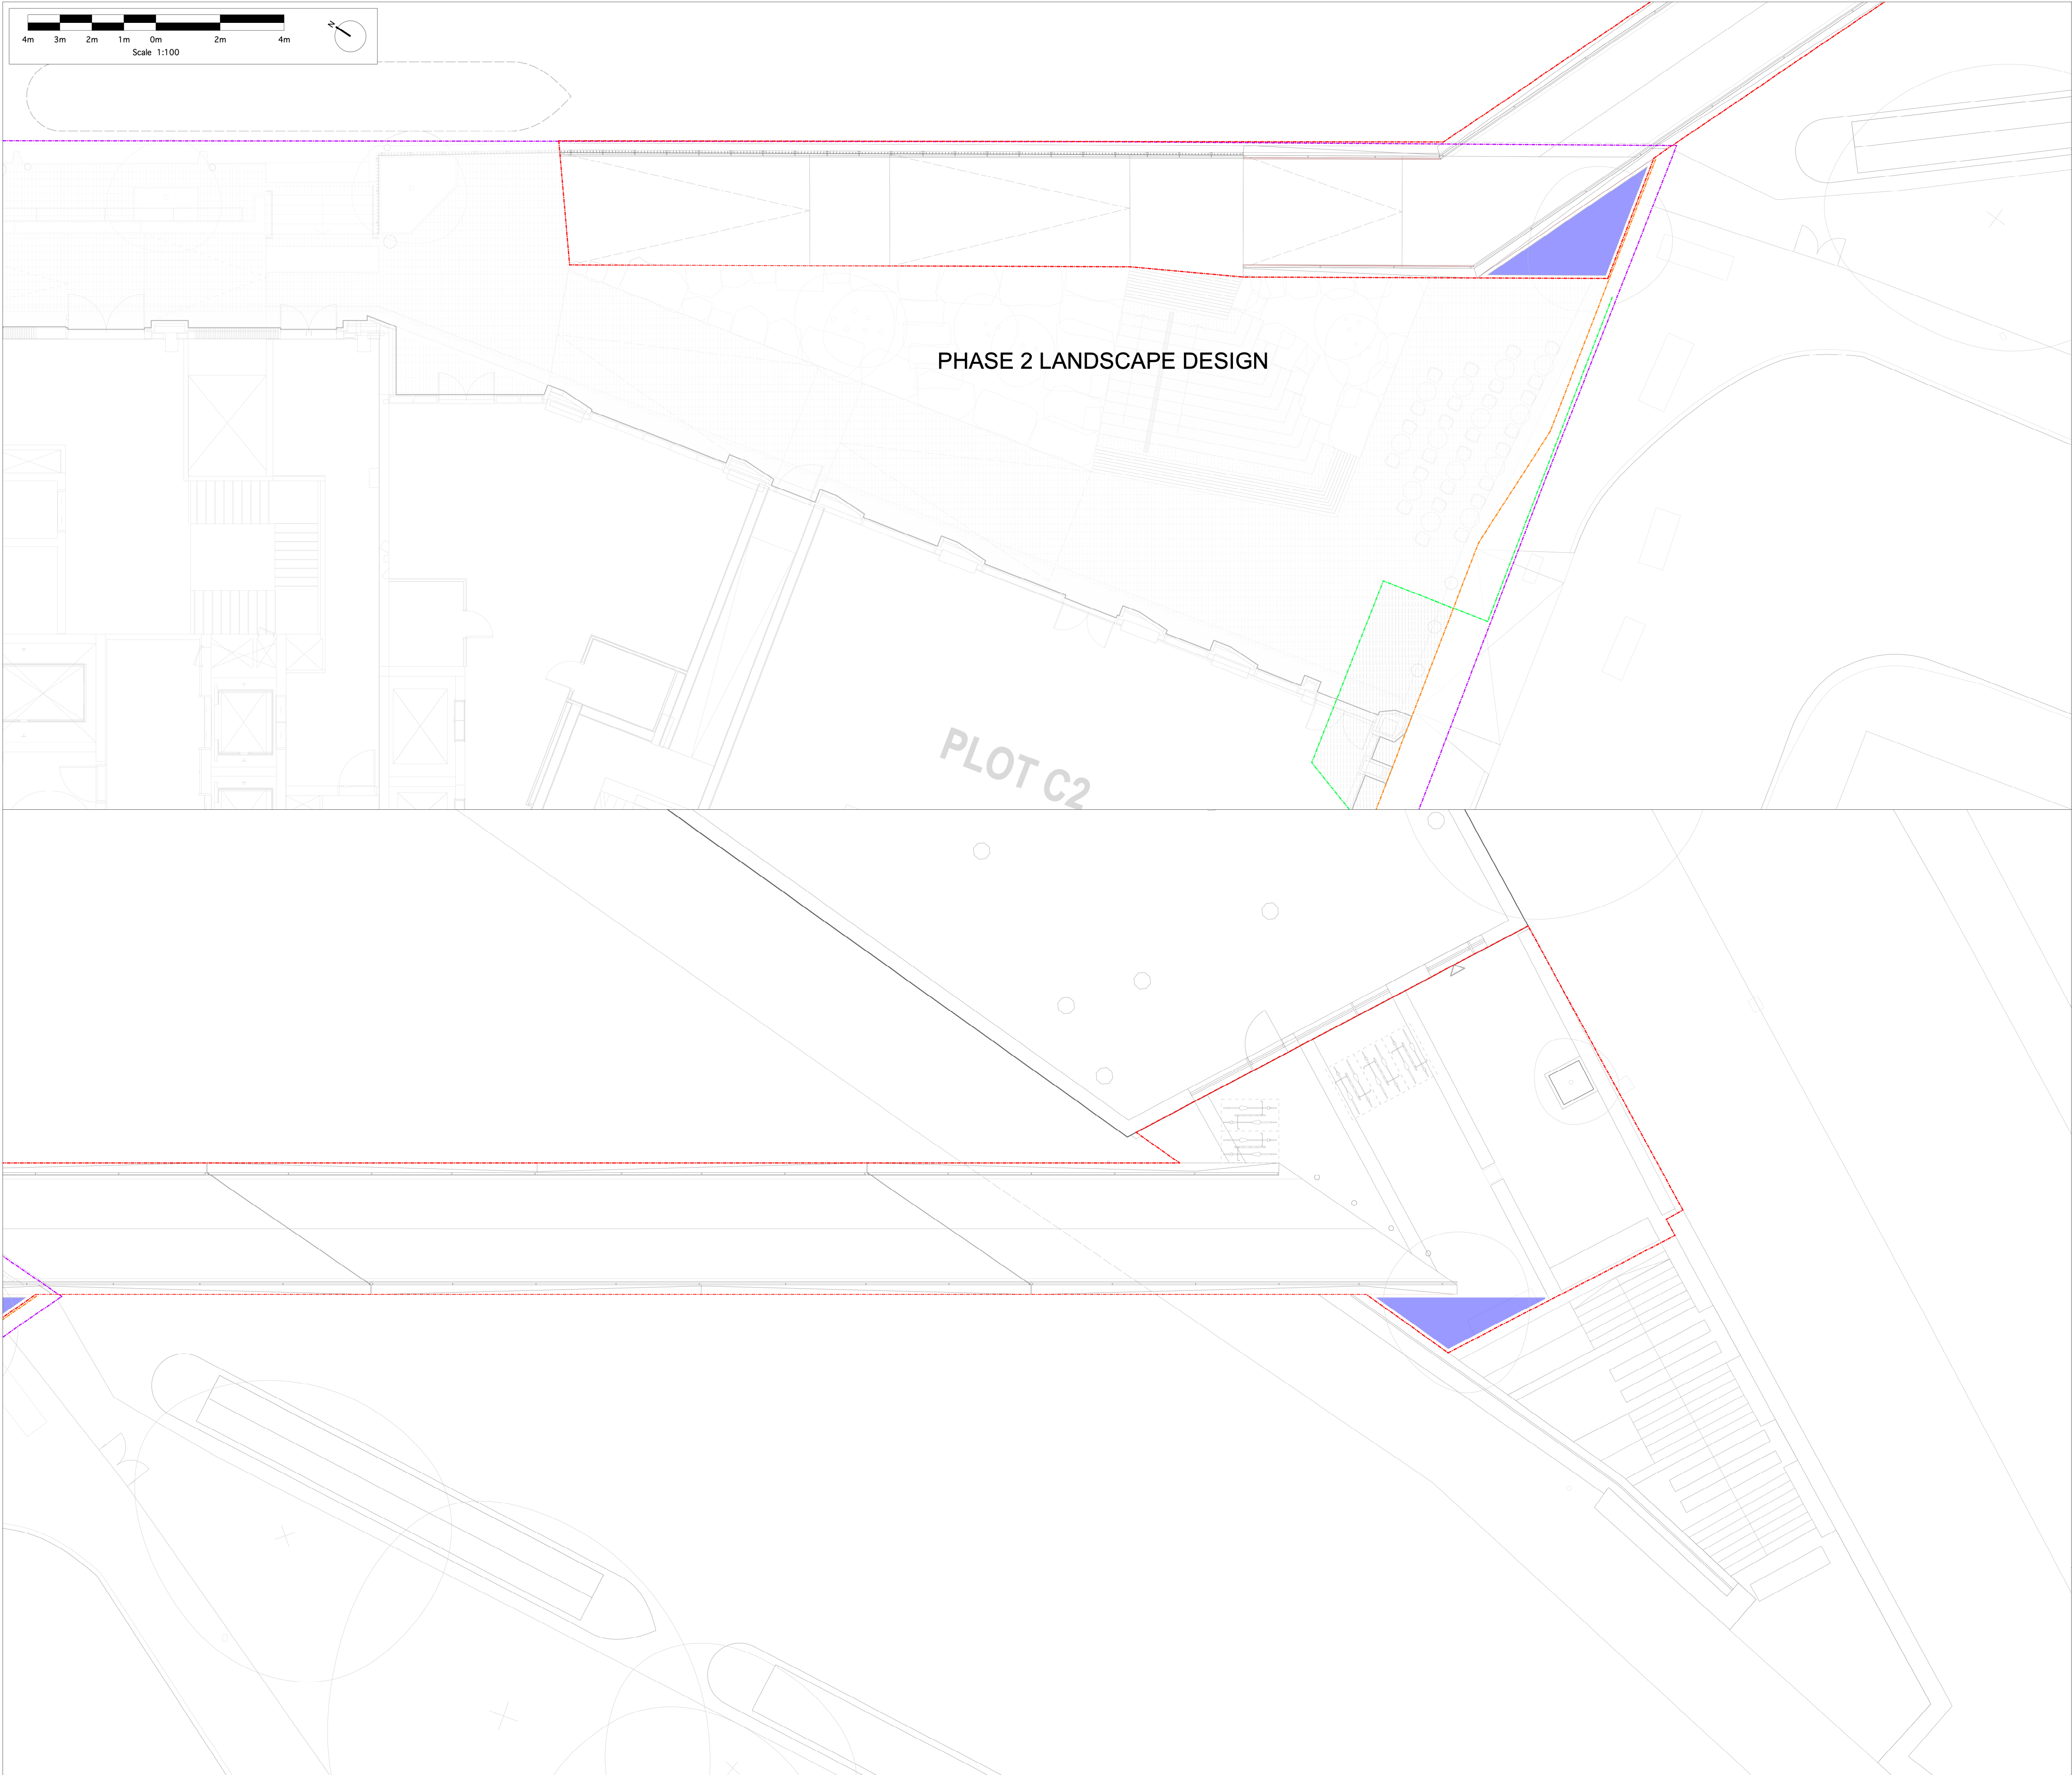 4m 3m 2m 1m 0m 2m 4m
Scale 1:100
N
PHASE 2 LANDSCAPE DESIGN
PLOT C2